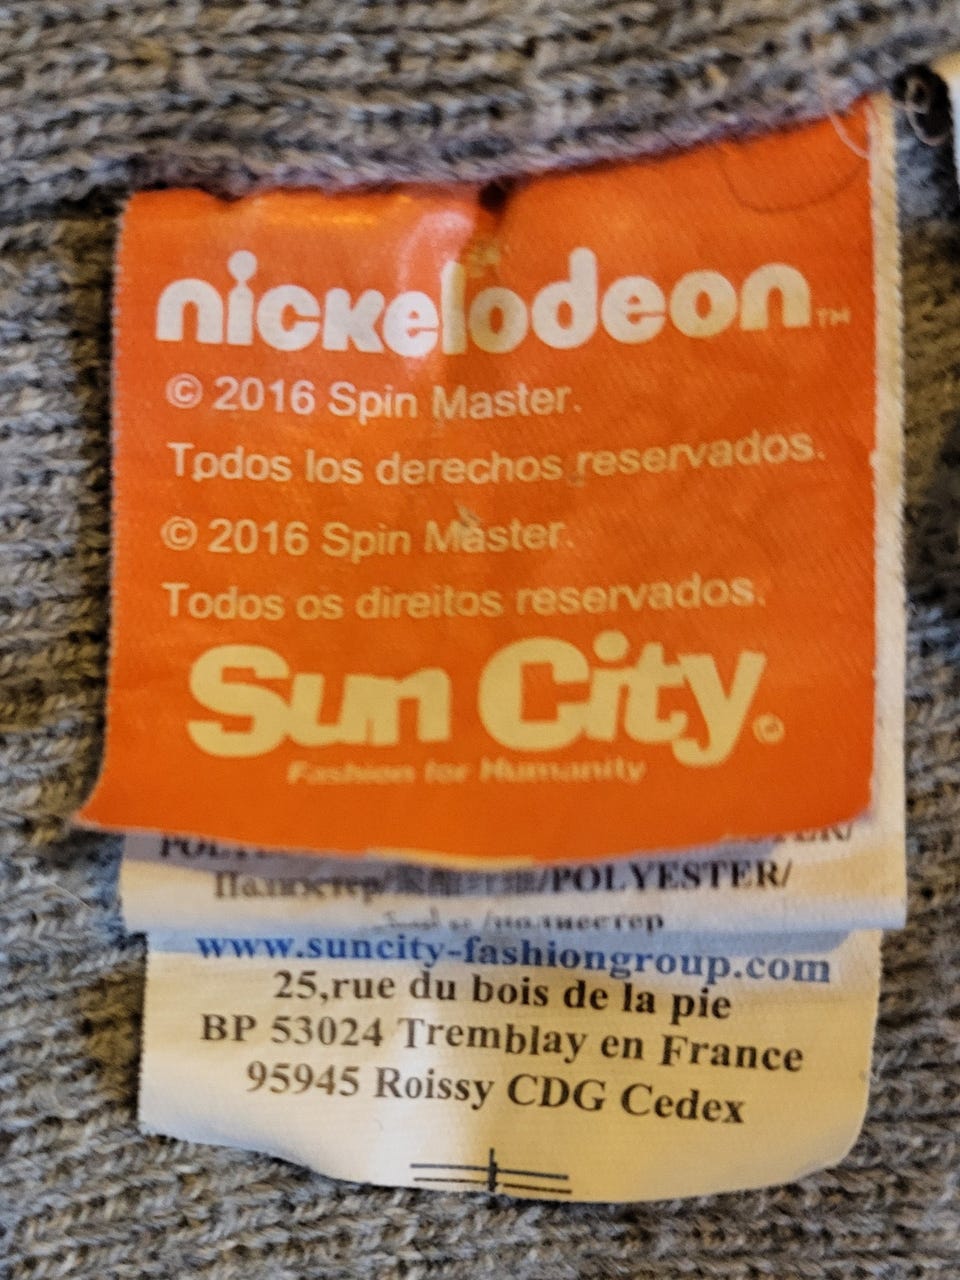 nickelodeon™
© 2016 Spin Master.
Tpdos los derechos reservados.
© 2016 Spin Master.
Todos os direitos reservados.
Sun City®
Fashion for Humanity
/POLYESTER/
/полиестер
www.suncity-fashiongroup.com
25,rue du bois de la pie
BP 53024 Tremblay en France
95945 Roissy CDG Cedex